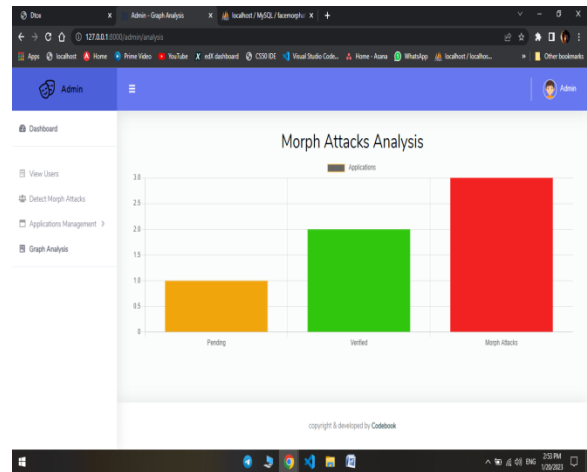 Dtox
Admin - Graph Analysis
localhost / MySQL / facemorph
127.0.0.1:8000/admin/analysis
Apps localhost Home Prime Video YouTube edX dashboard CS50 IDE Visual Studio Code... Home - Asana WhatsApp localhost / localhos... » Other bookmarks
Admin
Admin
Dashboard
View Users
Detect Morph Attacks
Applications Management
Graph Analysis
Morph Attacks Analysis
Applications
3.0
2.5
2.0
1.5
1.0
0.5
0
Pending Verified Morph Attacks
copyright & developed by Codebook
ENG
2:53 PM
1/20/2023